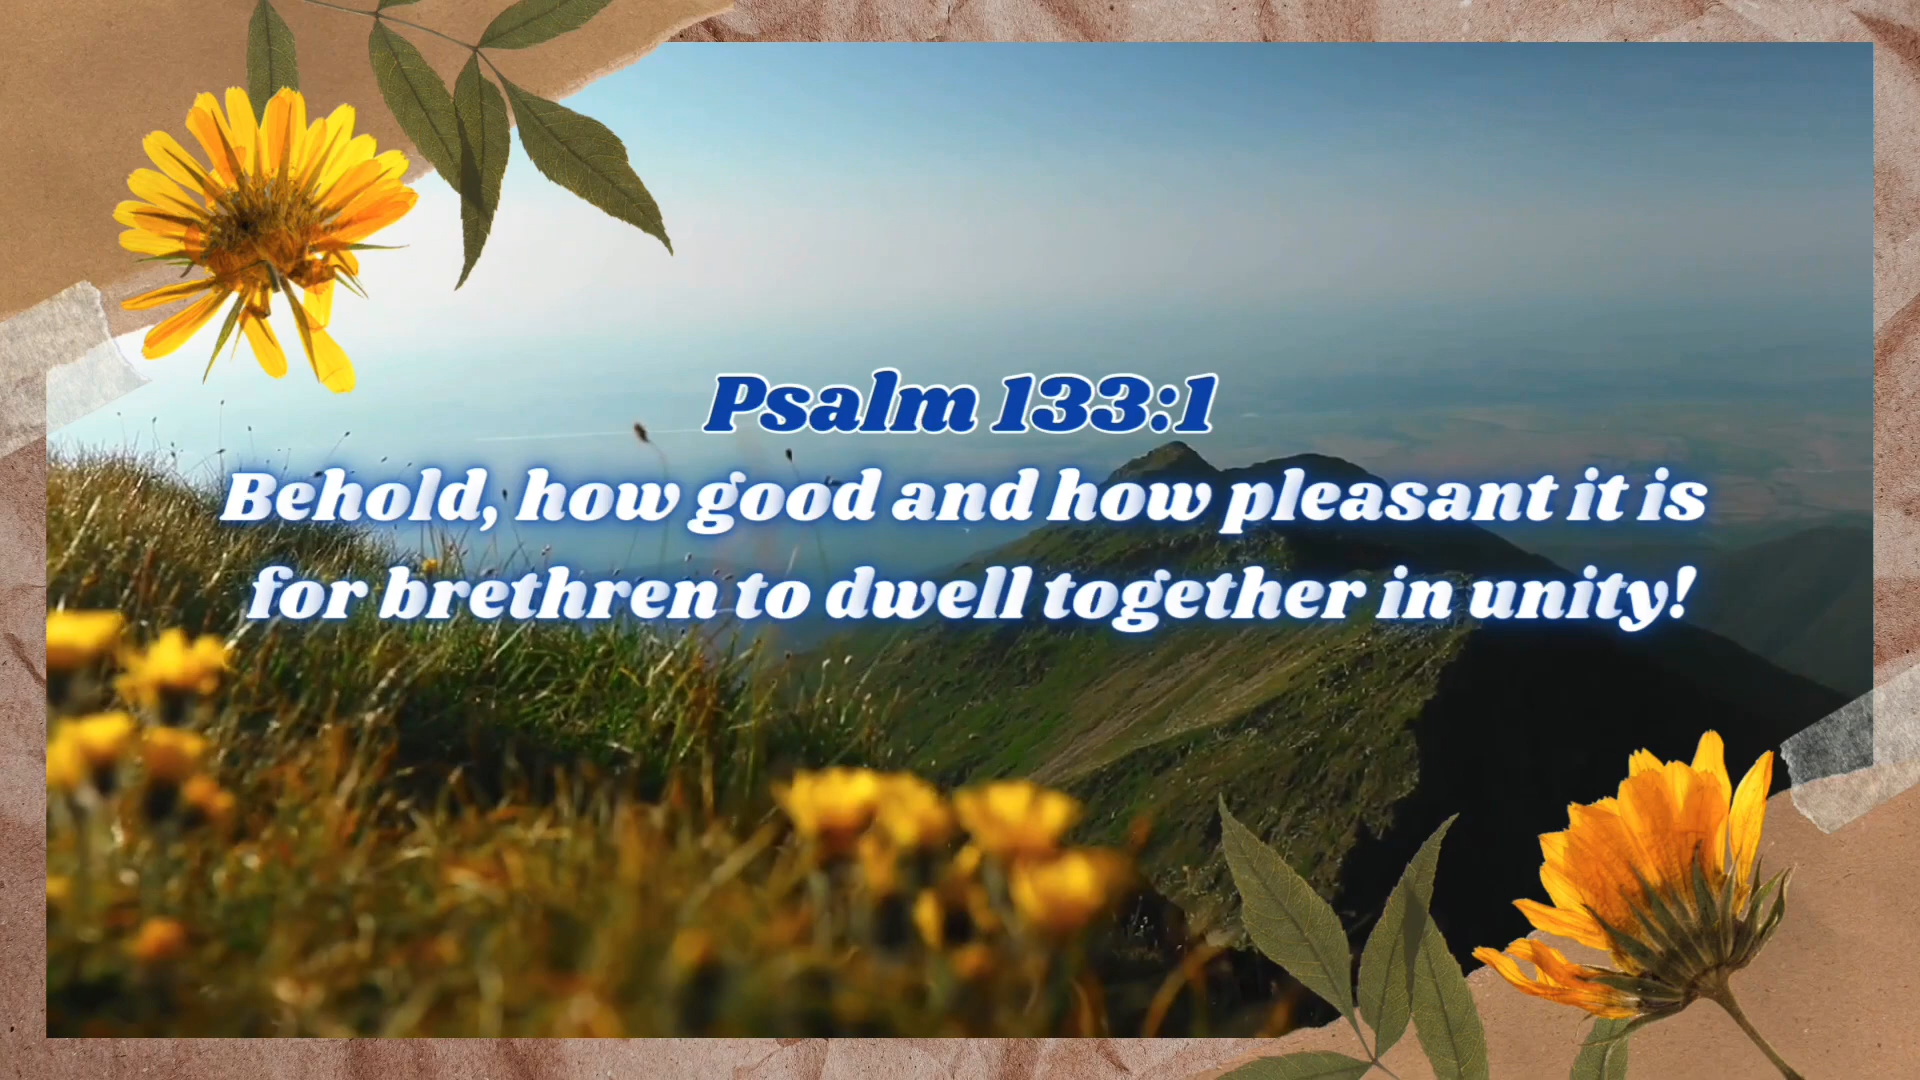 Psalm 133:1
Behold, how good and how pleasant it is
for brethren to dwell together in unity!